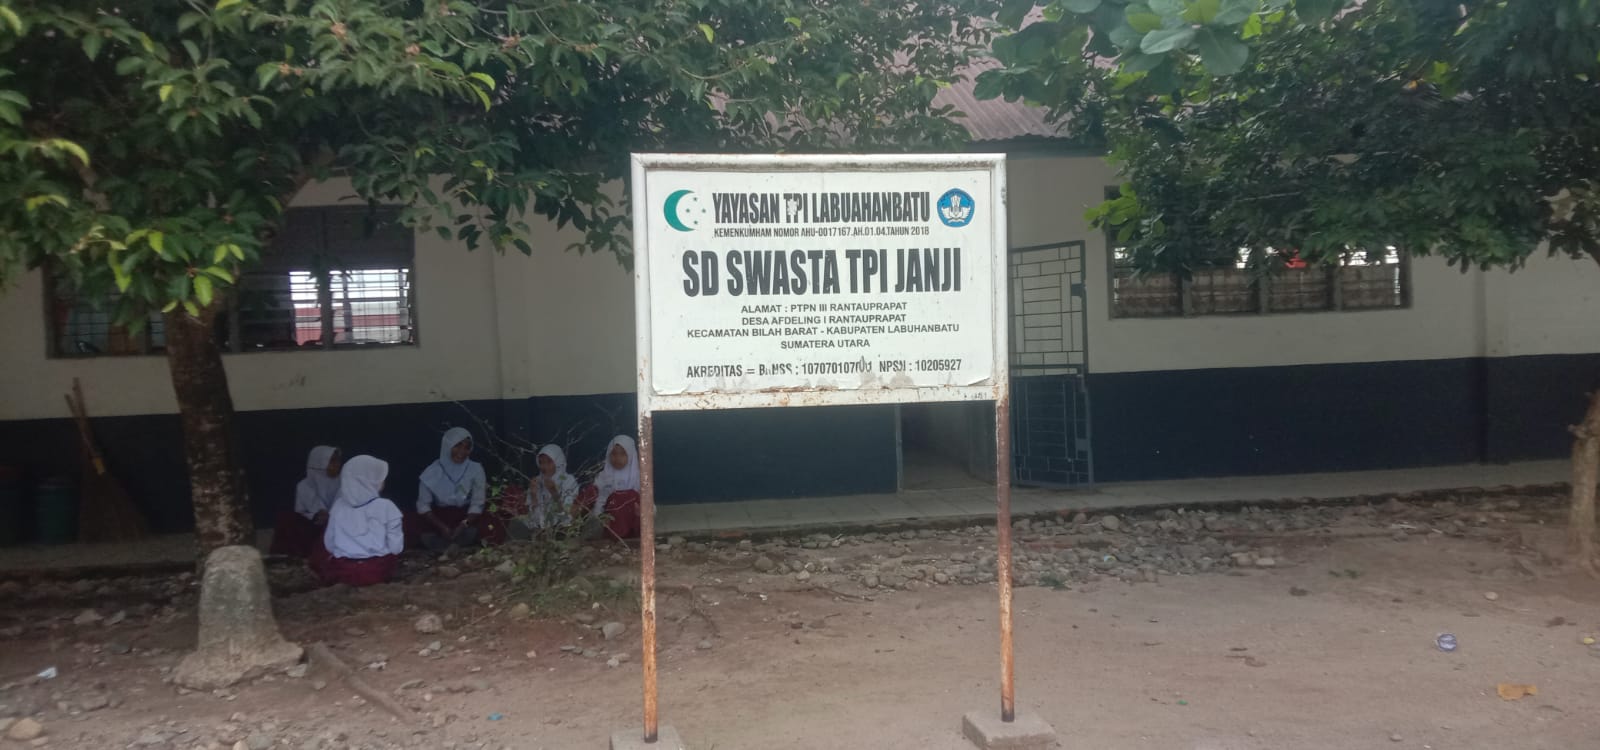 YAYASAN TPI LABUAHANBATU
KEMENKUMHAM NOMOR AHU-0017167.AH.01.04.TAHUN 2018
SD SWASTA TPI JANJI
ALAMAT : PTPN III RANTAUPRAPAT
DESA AFDELING I RANTAUPRAPAT
KECAMATAN BILAH BARAT - KABUPATEN LABUHANBATU
SUMATERA UTARA
AKREDITAS = B NPSN : 10205927